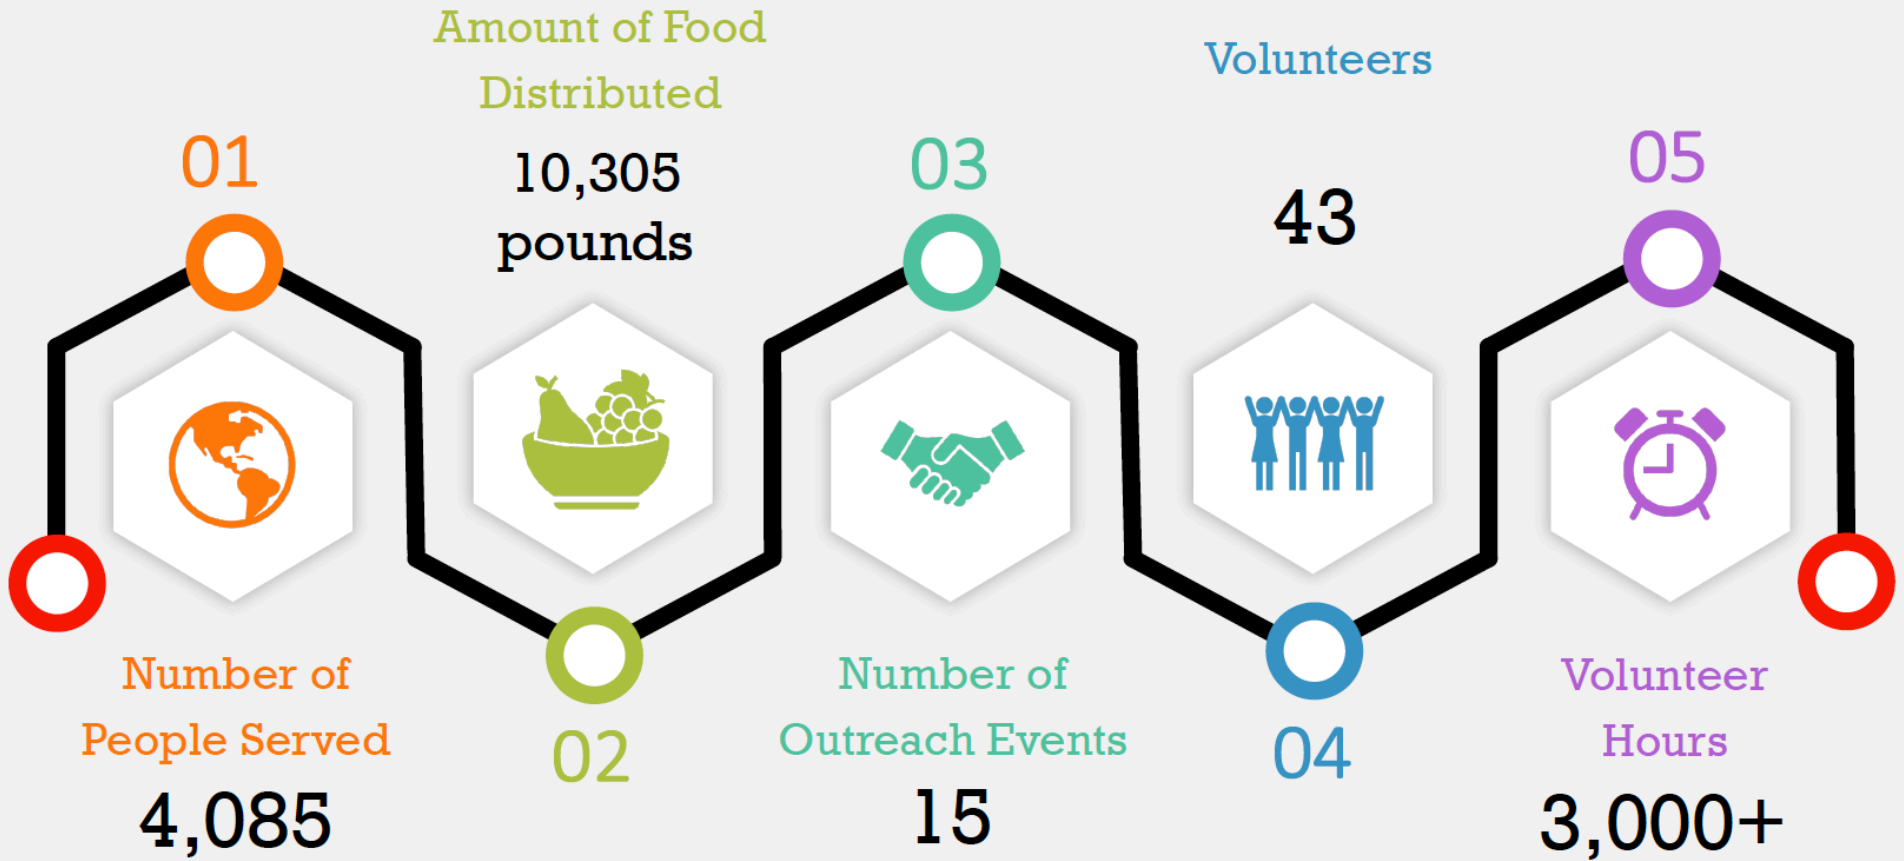 01
Number of
People Served
4,085
Amount of Food
Distributed
10,305
pounds
02
03
Number of
Outreach Events
15
Volunteers
43
04
05
Volunteer
Hours
3,000+